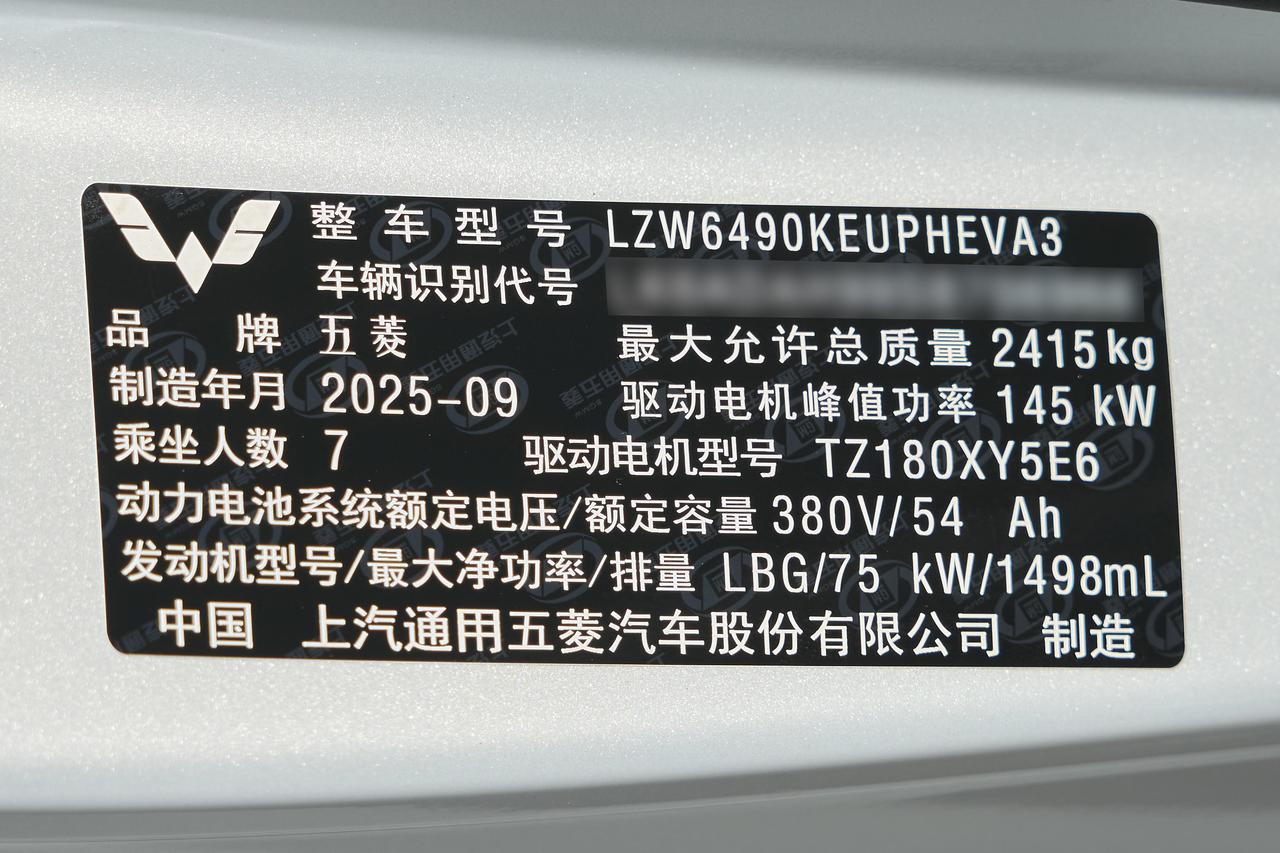 整车型号 LZW6490KEUPHEVA3
车辆识别代号
品牌 五菱 最大允许总质量 2415kg
制造年月 2025-09 驱动电机峰值功率 145 kW
乘坐人数 7 驱动电机型号 TZ180XY5E6
动力电池系统额定电压/额定容量 380V/54 Ah
发动机型号/最大净功率/排量 LBG/75 kW/1498mL
中国 上汽通用五菱汽车股份有限公司 制造